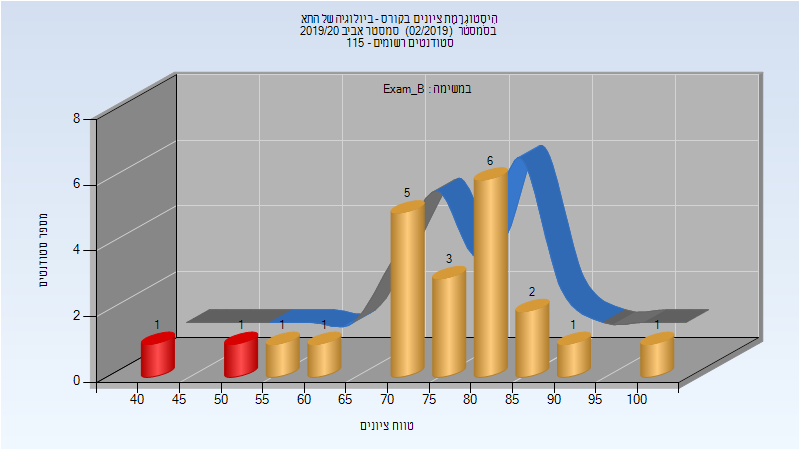 היסטוגרמת ציונים בקורס - ביולוגיה של התא
בסמסטר (02/2019) סמסטר אביב 2019/20
סטודנטים רשומים - 115
במשימה : Exam_B
מספר סטודנטים
8
6
4
2
0
1
1
1
1
5
3
6
2
1
1
40 45 50 55 60 65 70 75 80 85 90 95 100
טווח ציונים